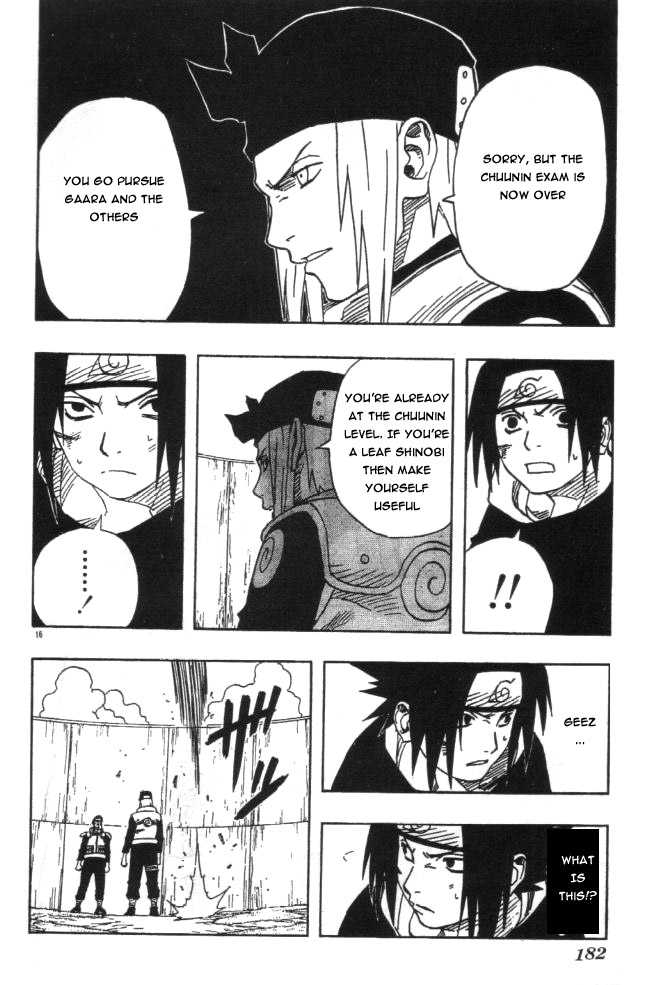 SORRY, BUT THE
CHUUNIN EXAM IS
NOW OVER
YOU GO PURSUE
GAARA AND THE
OTHERS
!!
YOU'RE ALREADY
AT THE CHUUNIN
LEVEL. IF YOU'RE
A LEAF SHINOBI
THEN MAKE
YOURSELF
USEFUL
......!
16
GEEZ
...
WHAT
IS
THIS!?
182